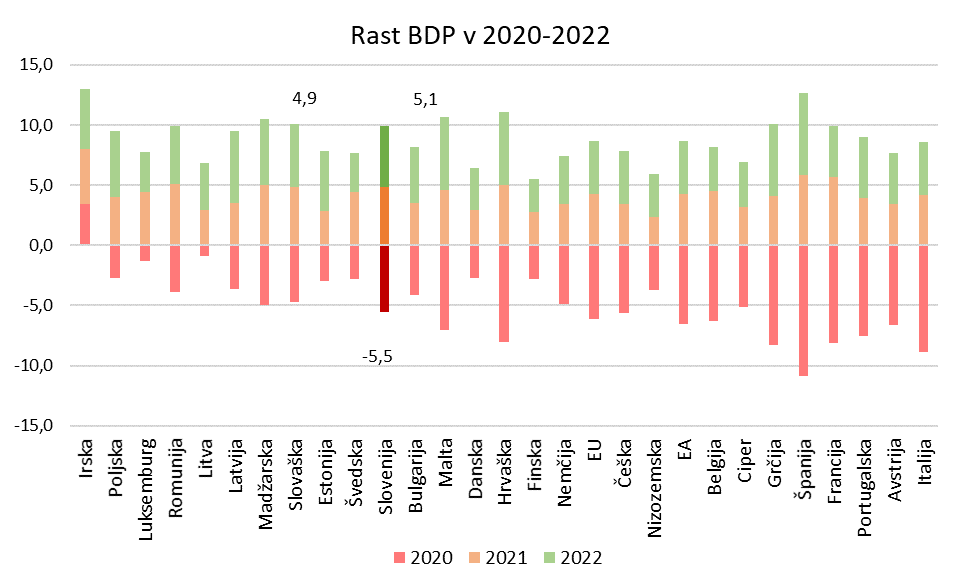 Rast BDP v 2020-2022
15,0
10,0
5,0
0,0
-5,0
-10,0
-15,0
4,9
5,1
-5,5
Irska
Poljska
Luksemburg
Romunija
Litva
Latvija
Madžarska
Slovaška
Estonija
Švedska
Slovenija
Bulgarija
Malta
Danska
Hrvaška
Finska
Nemčija
EU
Češka
Nizozemska
EA
Belgija
Ciper
Grčija
Španija
Francija
Portugalska
Avstrija
Italija
2020 2021 2022